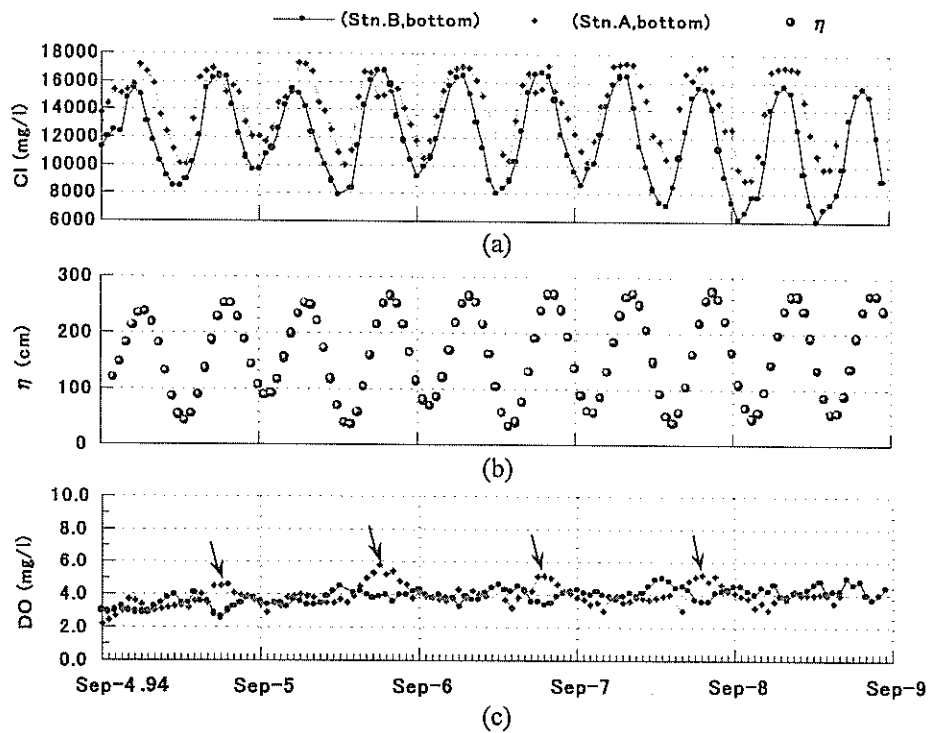 (Stn.B,bottom) (Stn.A,bottom) η
18000
16000
14000
12000
10000
8000
6000
Cl (mg/l)
(a)
300
200
100
0
η (cm)
(b)
10.0
8.0
6.0
4.0
2.0
0.0
DO (mg/l)
Sep-4.94 Sep-5 Sep-6 Sep-7 Sep-8 Sep-9
(c)